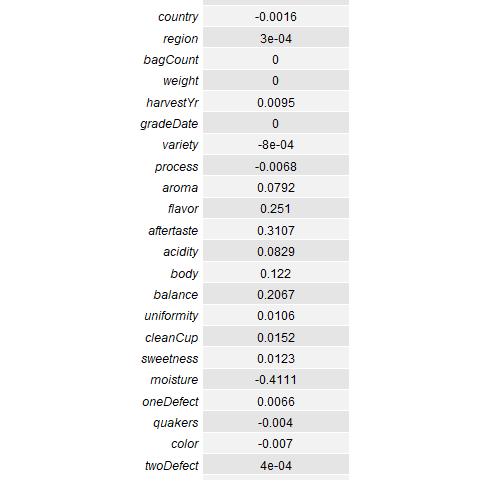 country -0.0016
region 3e-04
bagCount 0
weight 0
harvestYr 0.0095
gradeDate 0
variety -8e-04
process -0.0068
aroma 0.0792
flavor 0.251
aftertaste 0.3107
acidity 0.0829
body 0.122
balance 0.2067
uniformity 0.0106
cleanCup 0.0152
sweetness 0.0123
moisture -0.4111
oneDefect 0.0066
quakers -0.004
color -0.007
twoDefect 4e-04